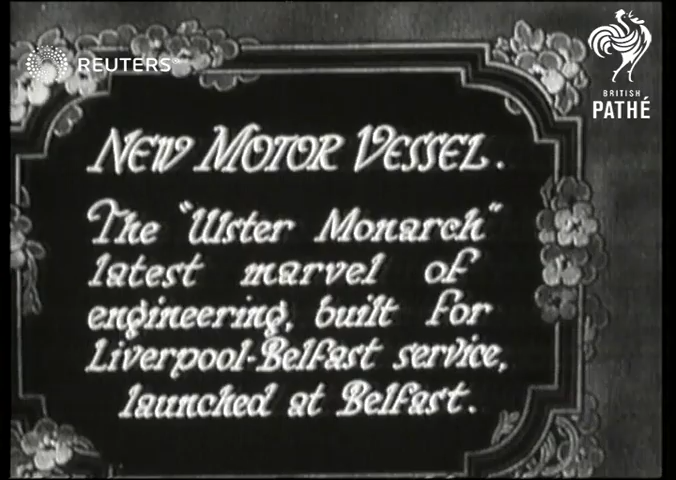 REUTERS
BRITISH
PATHÉ
NEW MOTOR VESSEL.
The "Ulster Monarch"
latest marvel of
engineering, built for
Liverpool-Belfast service,
launched at Belfast.